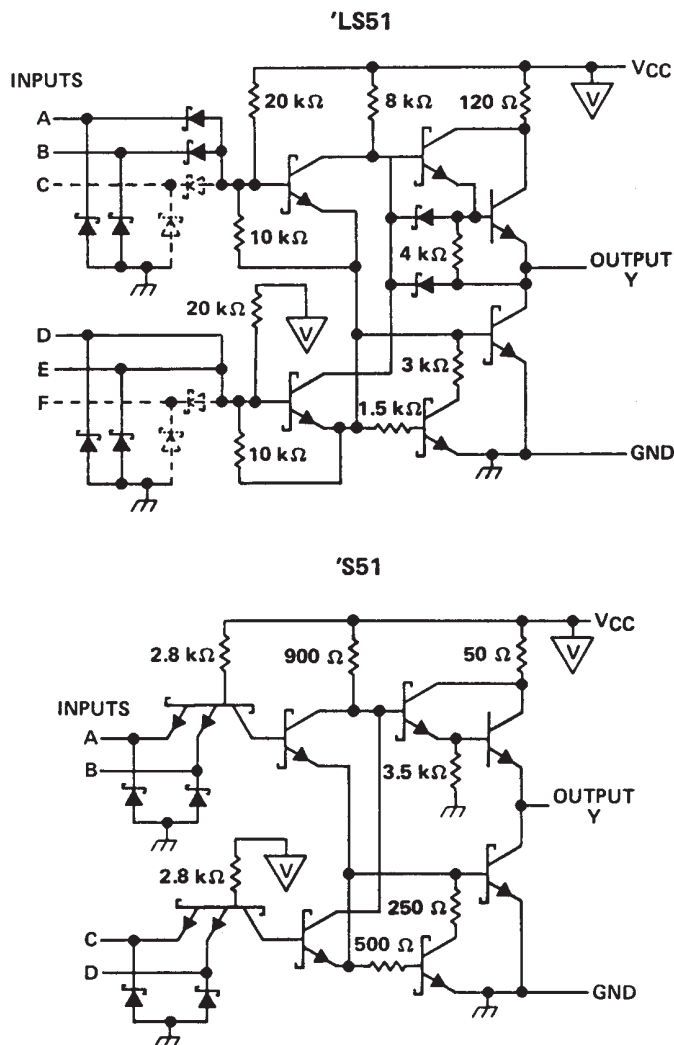 'LS51
INPUTS
VCC
V
20 kΩ
8 kΩ
120 Ω
A
B
C
10 kΩ
4 kΩ
OUTPUT
Y
20 kΩ
V
D
E
F
3 kΩ
1.5 kΩ
10 kΩ
GND
'S51
VCC
V
2.8 kΩ
900 Ω
50 Ω
INPUTS
A
B
3.5 kΩ
OUTPUT
Y
2.8 kΩ
V
250 Ω
500 Ω
C
D
GND